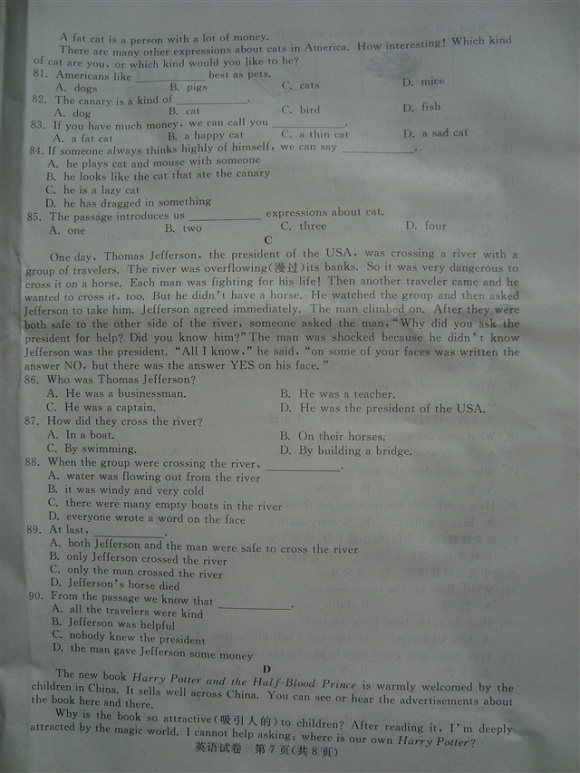 A fat cat is a person with a lot of money.
There are many other expressions about cats in America. How interesting! Which kind
of cat are you, or which kind would you like to be?
81. Americans like __________ best as pets.
A. dogs B. pigs C. cats D. mice
82. The canary is a kind of __________.
A. dog B. cat C. bird D. fish
83. If you have much money, we can call you __________.
A. a fat cat B. a happy cat C. a thin cat D. a sad cat
84. If someone always thinks highly of himself, we can say __________.
A. he plays cat and mouse with someone
B. he looks like the cat that ate the canary
C. he is a lazy cat
D. he has dragged in something
85. The passage introduces us __________ expressions about cat.
A. one B. two C. three D. four
C
One day, Thomas Jefferson, the president of the USA, was crossing a river with a
group of travelers. The river was overflowing(漫过)its banks. So it was very dangerous to
cross it on a horse. Each man was fighting for his life! Then another traveler came and he
wanted to cross it, too. But he didn't have a horse. He watched the group and then asked
Jefferson to take him. Jefferson agreed immediately. The man climbed on. After they were
both safe to the other side of the river, someone asked the man, "Why did you ask the
president for help? Did you know him?" The man was shocked because he didn't know
Jefferson was the president. "All I know," he said, "on some of your faces was written the
answer NO, but there was the answer YES on his face."
86. Who was Thomas Jefferson?
A. He was a businessman. B. He was a teacher.
C. He was a captain. D. He was the president of the USA.
87. How did they cross the river?
A. In a boat. B. On their horses.
C. By swimming. D. By building a bridge.
88. When the group were crossing the river, __________.
A. water was flowing out from the river
B. it was windy and very cold
C. there were many empty boats in the river
D. everyone wrote a word on the face
89. At last, __________.
A. both Jefferson and the man were safe to cross the river
B. only Jefferson crossed the river
C. only the man crossed the river
D. Jefferson's horse died
90. From the passage we know that __________.
A. all the travelers were kind
B. Jefferson was helpful
C. nobody knew the president
D. the man gave Jefferson some money
D
The new book Harry Potter and the Half-Blood Prince is warmly welcomed by the
children in China. It sells well across China. You can see or hear the advertisements about
the book here and there.
Why is the book so attractive(吸引人的)to children? After reading it, I'm deeply
attracted by the magic world. I cannot help asking: where is our own Harry Potter?
英语试卷 第7页(共8页)